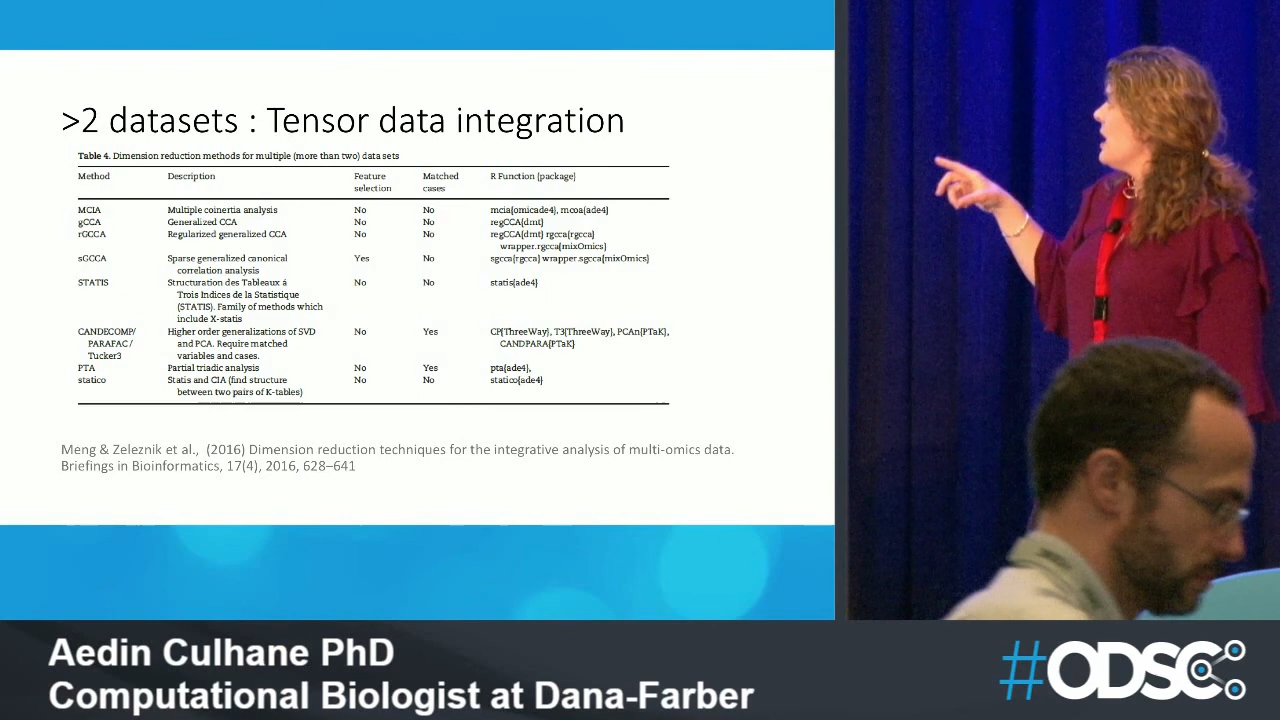 >2 datasets : Tensor data integration
Table 4. Dimension reduction methods for multiple (more than two) data sets
Method Description Feature selection Matched cases R Function {package}
MCIA Multiple coinertia analysis No No mcia{omicade4}, mcoa{ade4}
gCCA Generalized CCA No No regCCA{dmt}
rGCCA Regularized generalized CCA No No regCCA{dmt} rgcca{rgcca}
wrapper.rgcca{mixOmics}
sGCCA Sparse generalized canonical Yes No sgcca{rgcca} wrapper.sgcca{mixOmics}
correlation analysis
STATIS Structuration des Tableaux á No No statis{ade4}
Trois Indices de la Statistique
(STATIS). Family of methods which
include X-statis
CANDECOMP/ Higher order generalizations of SVD No Yes CP{ThreeWay}, T3{ThreeWay}, PCAn{PTaK},
PARAFAC / and PCA. Require matched CANDPARA{PTaK}
Tucker3 variables and cases.
PTA Partial triadic analysis No Yes pta{ade4},
statico Statis and CIA (find structure No No statico{ade4}
between two pairs of K-tables)
Meng & Zeleznik et al., (2016) Dimension reduction techniques for the integrative analysis of multi-omics data.
Briefings in Bioinformatics, 17(4), 2016, 628–641
Aedin Culhane PhD
Computational Biologist at Dana-Farber
#ODSC